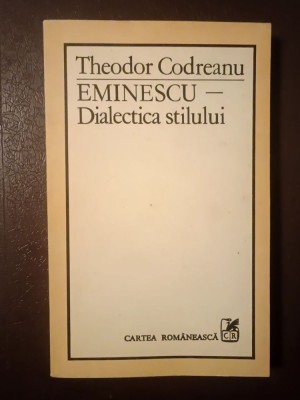 Theodor Codreanu
EMINESCU —
Dialectica stilului
CARTEA ROMÂNEASCĂ
CR